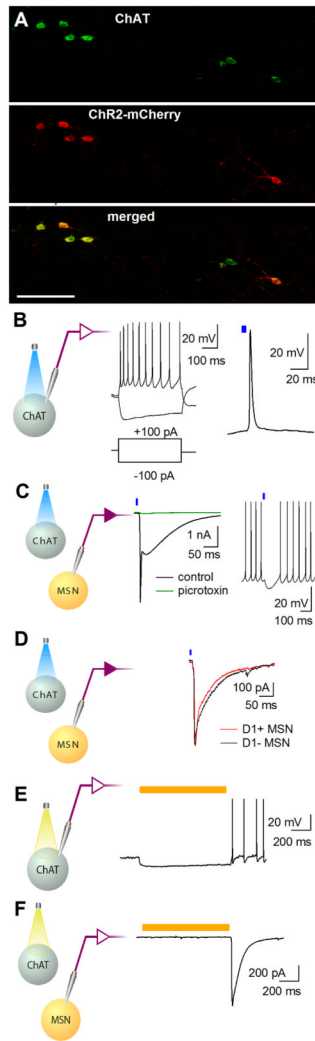 A
ChAT
ChR2-mCherry
merged
B
ChAT
20 mV
100 ms
+100 pA
-100 pA
20 mV
20 ms
C
ChAT
MSN
1 nA
50 ms
control
picrotoxin
20 mV
100 ms
D
ChAT
MSN
100 pA
50 ms
D1+ MSN
D1- MSN
E
ChAT
20 mV
200 ms
F
ChAT
MSN
200 pA
200 ms